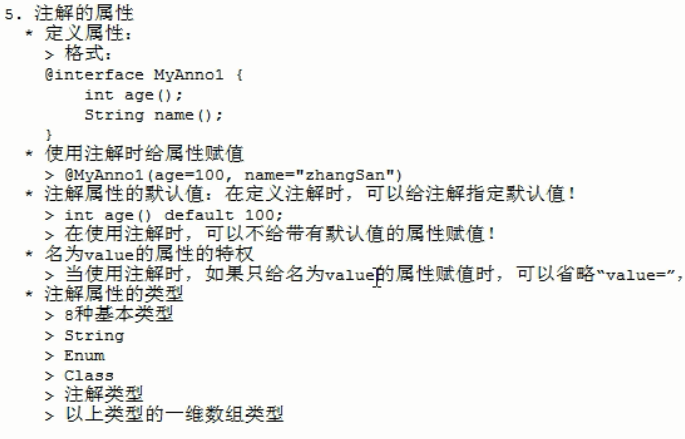 5. 注解的属性
* 定义属性：
> 格式：
@interface MyAnno1 {
int age();
String name();
}
* 使用注解时给属性赋值
> @MyAnno1(age=100, name="zhangSan")
* 注解属性的默认值：在定义注解时，可以给注解指定默认值！
> int age() default 100;
> 在使用注解时，可以不给带有默认值的属性赋值！
* 名为value的属性的特权
> 当使用注解时，如果只给名为value的属性赋值时，可以省略“value=”，
* 注解属性的类型
> 8种基本类型
> String
> Enum
> Class
> 注解类型
> 以上类型的一维数组类型